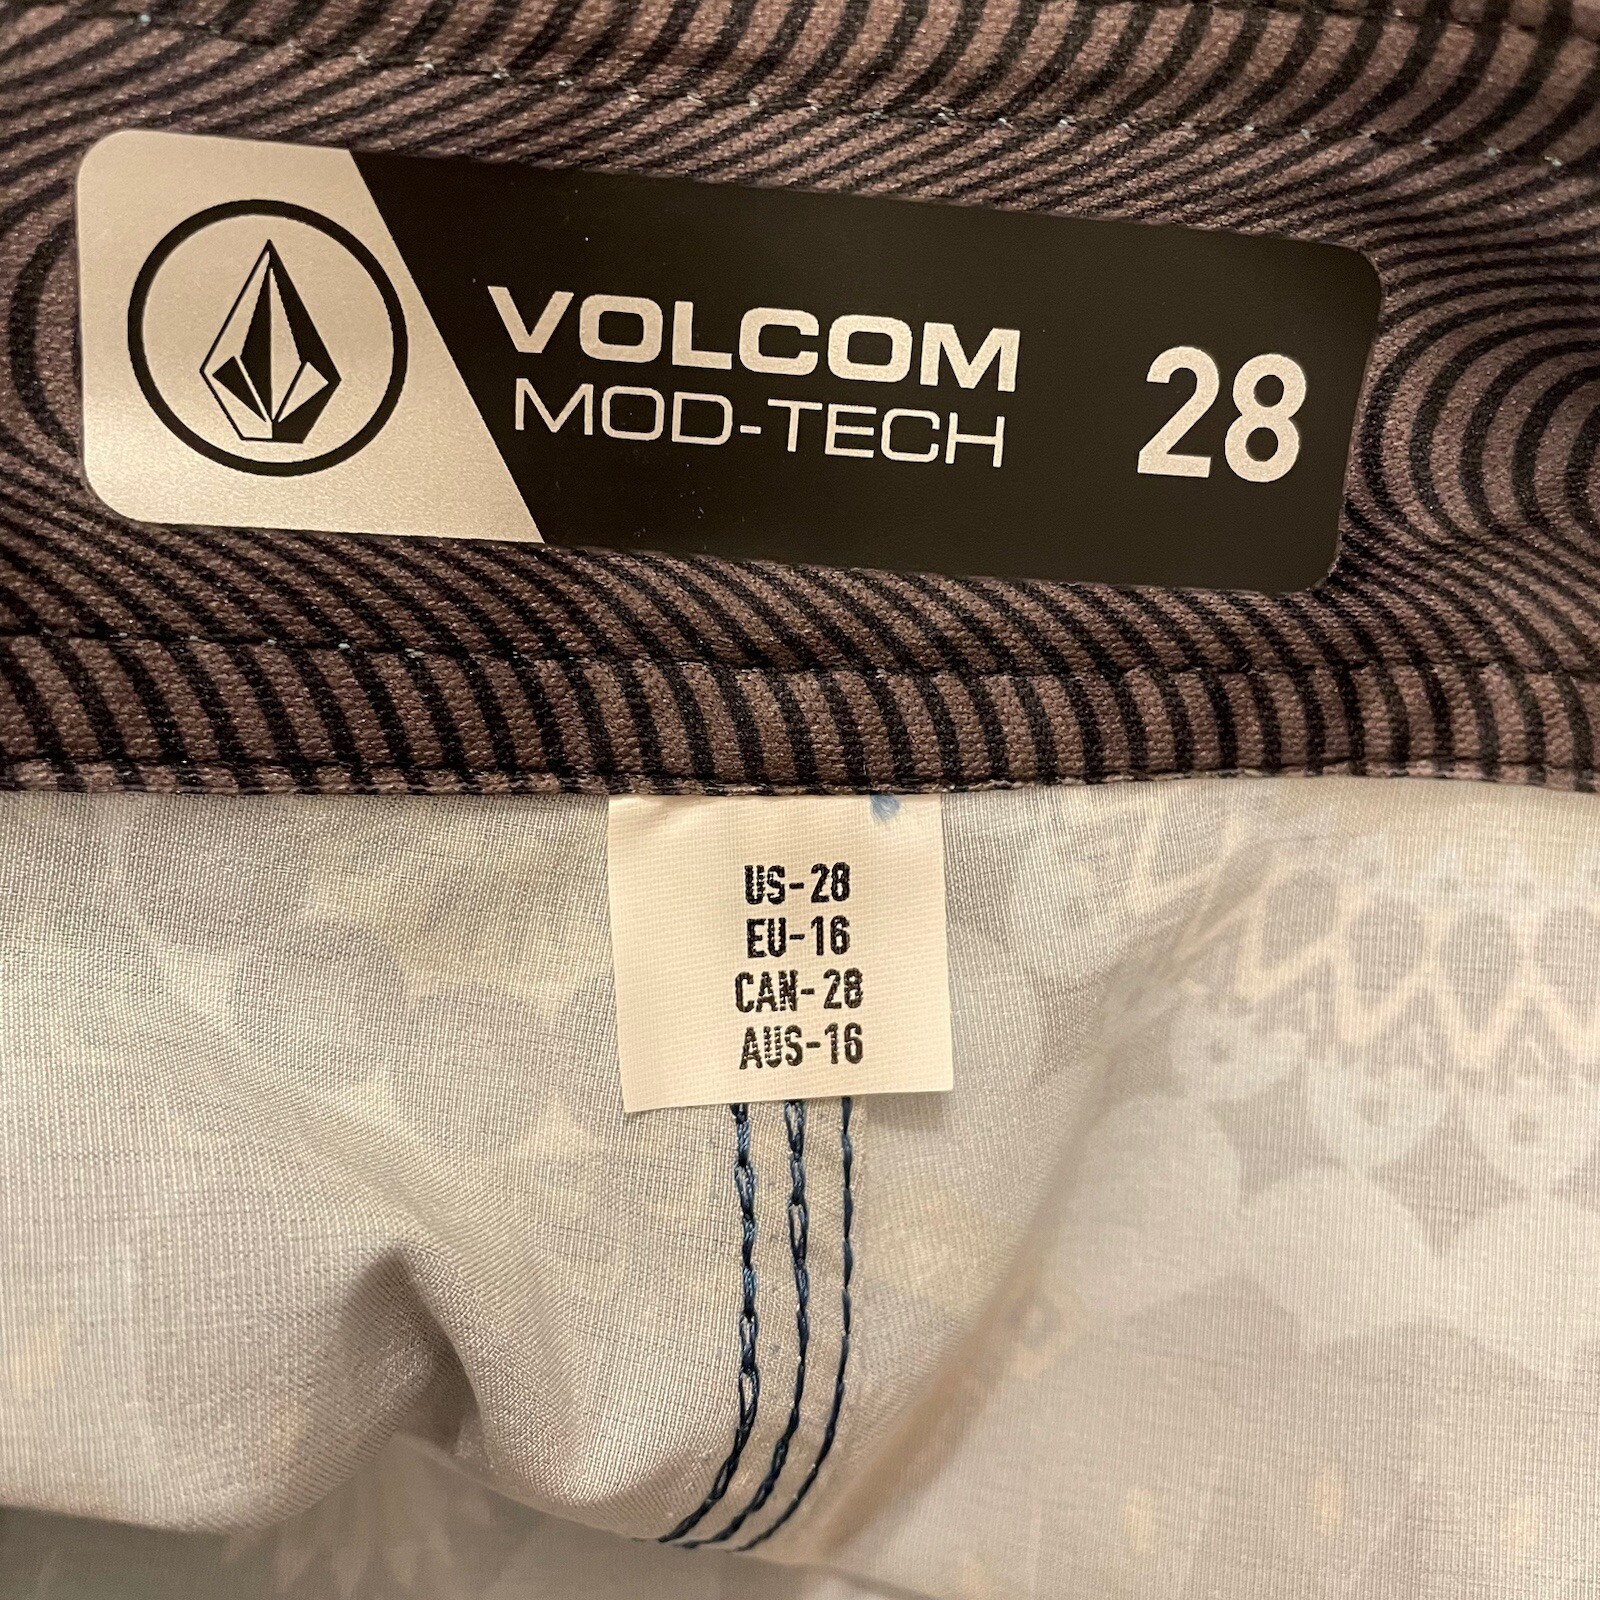 VOLCOM
MOD-TECH
28
US-28
EU-16
CAN-28
AUS-16